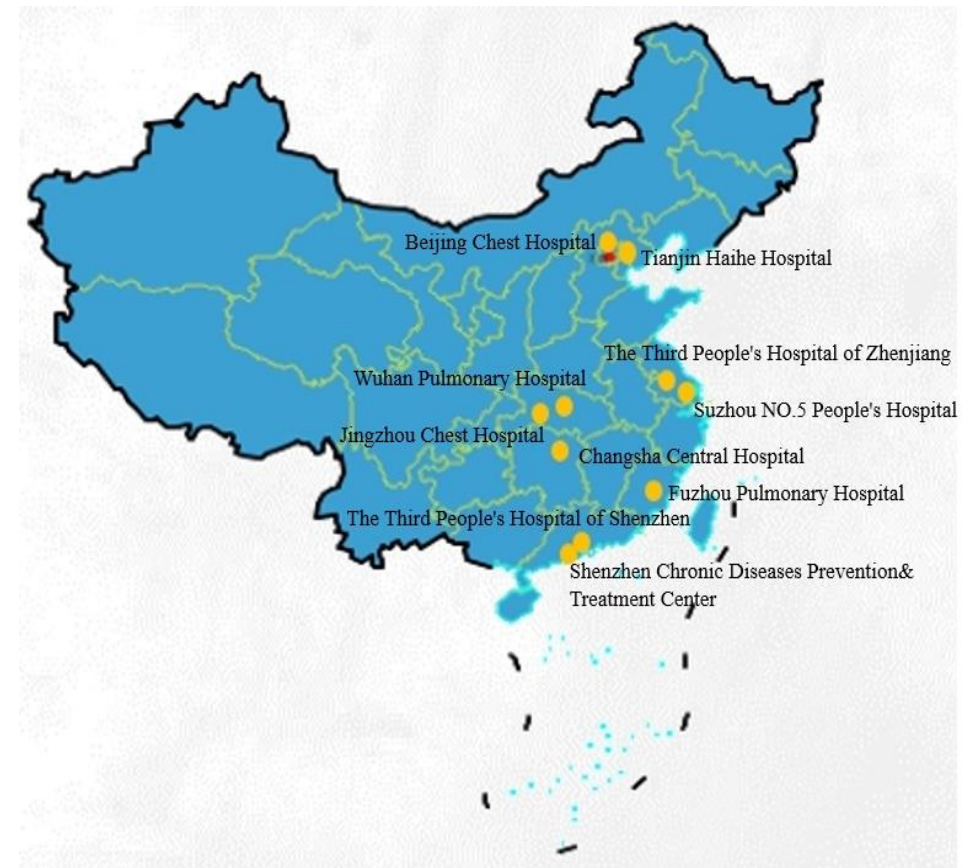 Beijing Chest Hospital
Tianjin Haihe Hospital
The Third People's Hospital of Zhenjiang
Wuhan Pulmonary Hospital
Suzhou NO.5 People's Hospital
Jingzhou Chest Hospital
Changsha Central Hospital
Fuzhou Pulmonary Hospital
The Third People's Hospital of Shenzhen
Shenzhen Chronic Diseases Prevention&
Treatment Center